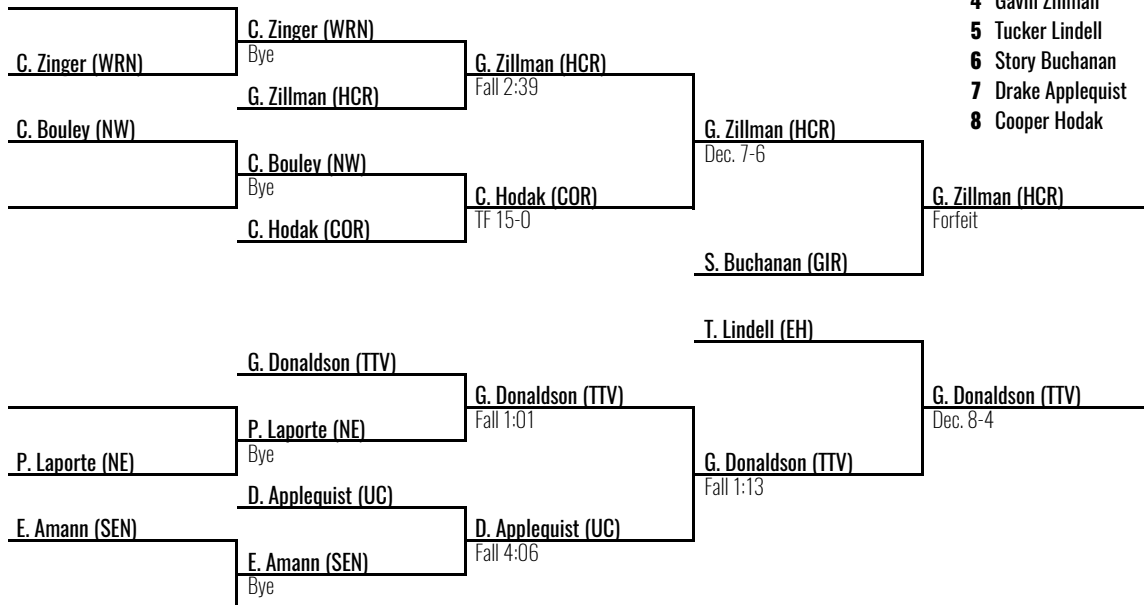 4 Gavin Zillman
5 Tucker Lindell
6 Story Buchanan
7 Drake Applequist
8 Cooper Hodak
C. Zinger (WRN)
C. Zinger (WRN)
Bye
G. Zillman (HCR)
G. Zillman (HCR)
Fall 2:39
C. Bouley (NW)
C. Bouley (NW)
Bye
C. Hodak (COR)
C. Hodak (COR)
TF 15-0
G. Zillman (HCR)
Dec. 7-6
S. Buchanan (GIR)
G. Zillman (HCR)
Forfeit
T. Lindell (EH)
G. Donaldson (TTV)
P. Laporte (NE)
P. Laporte (NE)
Bye
G. Donaldson (TTV)
Fall 1:01
D. Applequist (UC)
E. Amann (SEN)
E. Amann (SEN)
Bye
D. Applequist (UC)
Fall 4:06
G. Donaldson (TTV)
Fall 1:13
G. Donaldson (TTV)
Dec. 8-4